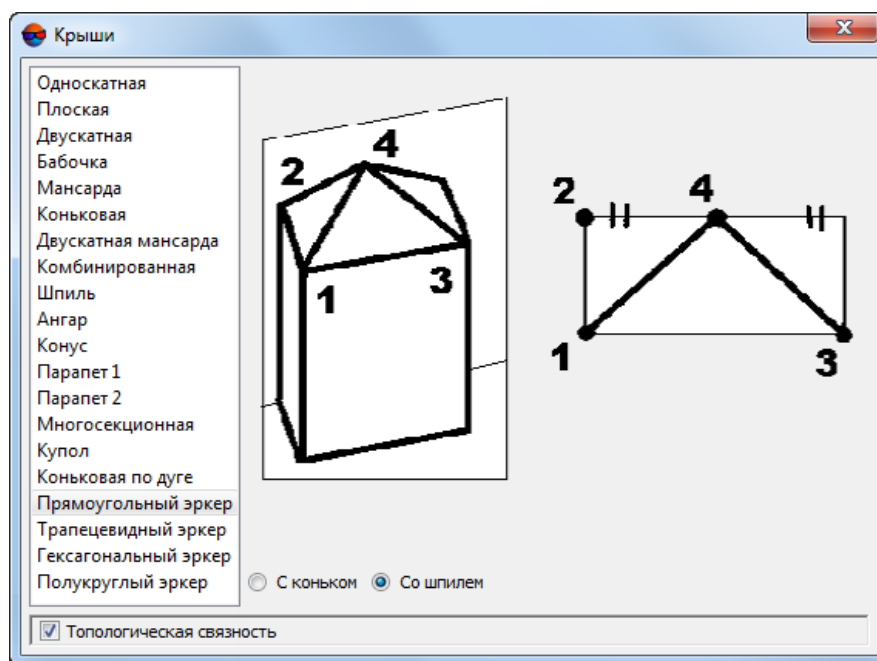 Крыши
Односкатная
Плоская
Двускатная
Бабочка
Мансарда
Коньковая
Двускатная мансарда
Комбинированная
Шпиль
Ангар
Конус
Парапет 1
Парапет 2
Многосекционная
Купол
Коньковая по дуге
Прямоугольный эркер
Трапецевидный эркер
Гексагональный эркер
Полукруглый эркер
2 4
1 3
2 4
1 3
С коньком Со шпилем
Топологическая связность